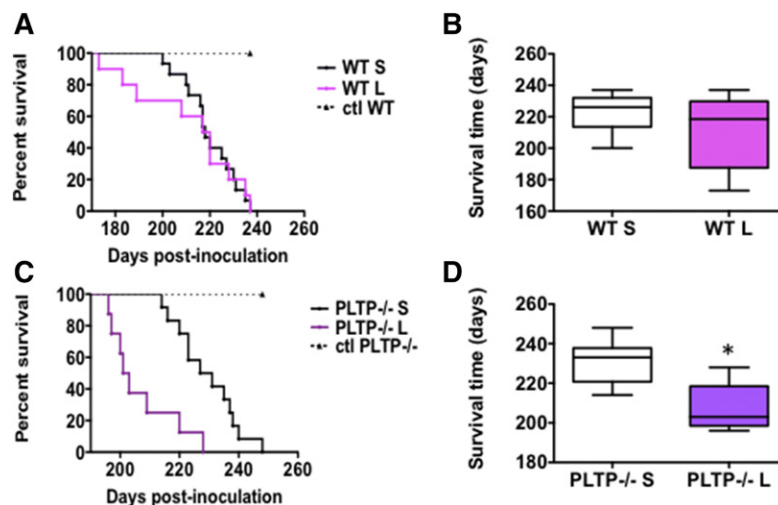 A
Percent survival
100
80
60
40
20
0
180
200
220
240
260
Days post-inoculation
WT S
WT L
ctl WT
B
Survival time (days)
260
240
220
200
180
160
WT S
WT L
C
Percent survival
100
80
60
40
20
0
200
220
240
260
Days post-inoculation
PLTP-/- S
PLTP-/- L
ctl PLTP-/-
D
Survival time (days)
260
240
220
200
180
*
PLTP-/- S
PLTP-/- L